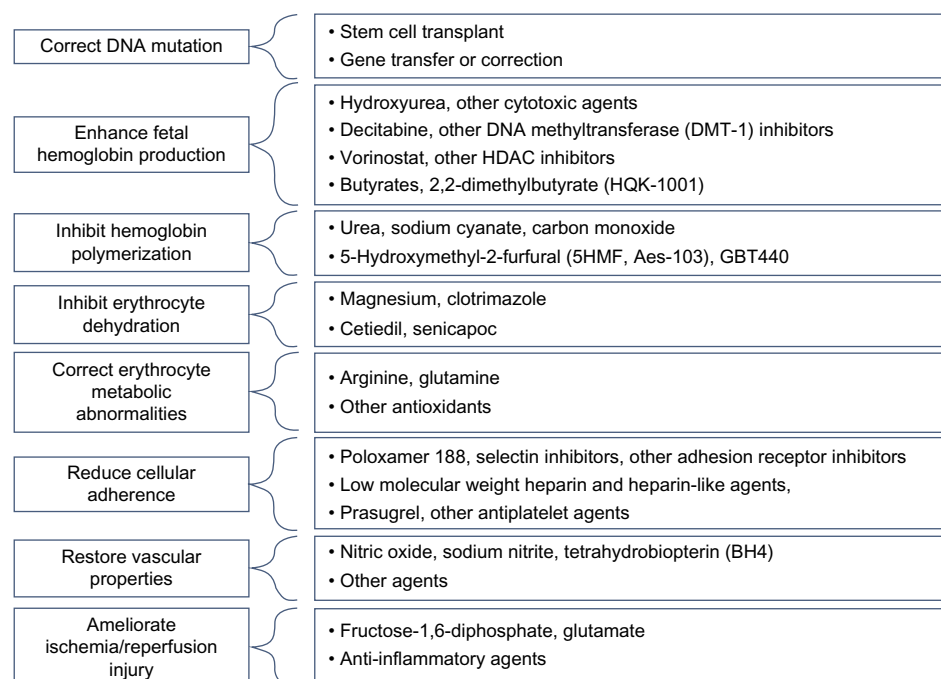 Correct DNA mutation
• Stem cell transplant
• Gene transfer or correction
Enhance fetal
hemoglobin production
• Hydroxyurea, other cytotoxic agents
• Decitabine, other DNA methyltransferase (DMT-1) inhibitors
• Vorinostat, other HDAC inhibitors
• Butyrates, 2,2-dimethylbutyrate (HQK-1001)
Inhibit hemoglobin
polymerization
• Urea, sodium cyanate, carbon monoxide
• 5-Hydroxymethyl-2-furfural (5HMF, Aes-103), GBT440
Inhibit erythrocyte
dehydration
• Magnesium, clotrimazole
• Cetiedil, senicapoc
Correct erythrocyte
metabolic
abnormalities
• Arginine, glutamine
• Other antioxidants
Reduce cellular
adherence
• Poloxamer 188, selectin inhibitors, other adhesion receptor inhibitors
• Low molecular weight heparin and heparin-like agents,
• Prasugrel, other antiplatelet agents
Restore vascular
properties
• Nitric oxide, sodium nitrite, tetrahydrobiopterin (BH4)
• Other agents
Ameliorate
ischemia/reperfusion
injury
• Fructose-1,6-diphosphate, glutamate
• Anti-inflammatory agents